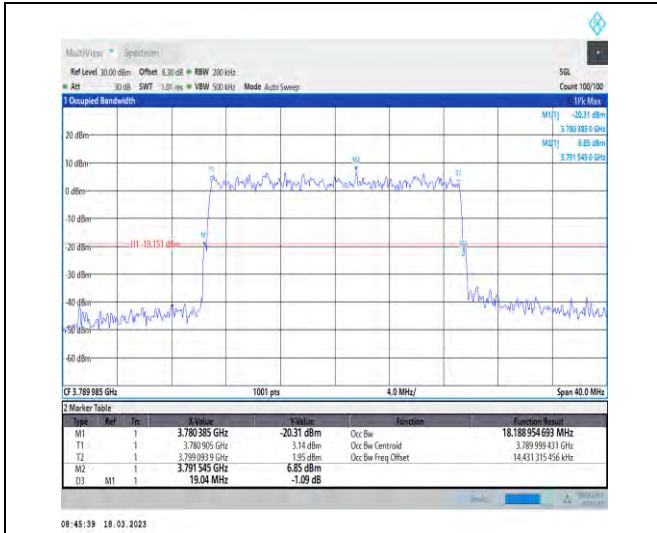 MultiView Spectrum
Ref Level 30.00 dBm Offset 8.30 dB RBW 200 kHz SGL
Att 30 dB SWT 1.01 ms VBW 500 kHz Mode Auto Sweep Count 100/100
1 Occupied Bandwidth 1Pk Max
M1[1] -20.31 dBm
3.780 385 0 GHz
M2[1] 6.85 dBm
3.791 545 0 GHz
20 dBm
10 dBm
M2
T1
T2
0 dBm
-10 dBm
M1
H1 -19.151 dBm
-20 dBm
-30 dBm
-40 dBm
-50 dBm
-60 dBm
CF 3.789 985 GHz 1001 pts 4.0 MHz/ Span 40.0 MHz
2 Marker Table
Type Ref Trc X-Value Y-Value Function Function Result
M1 1 3.780385 GHz -20.31 dBm Occ Bw 18.188 954 693 MHz
T1 1 3.780 905 GHz 3.14 dBm Occ Bw Centroid 3.789 999 431 GHz
T2 1 3.799 093 9 GHz 1.95 dBm Occ Bw Freq Offset 14.431 315 456 kHz
M2 1 3.791 545 GHz 6.85 dBm
D3 M1 1 19.04 MHz -1.09 dB
08:45:39 18.03.2023